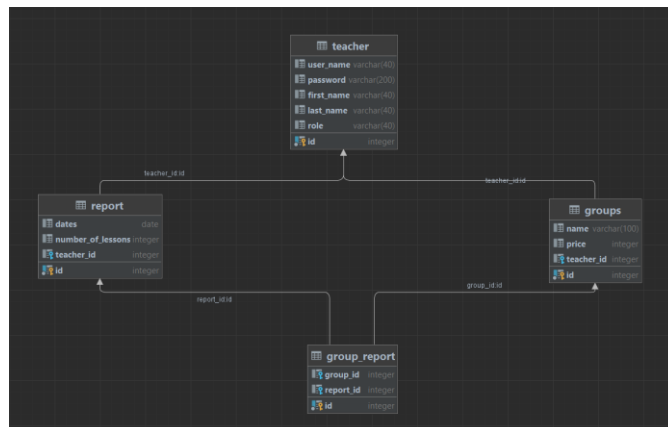 teacher
user_name varchar(40)
password varchar(200)
first_name varchar(40)
last_name varchar(40)
role varchar(40)
id integer
teacher_id:id
teacher_id:id
report
dates date
number_of_lessons integer
teacher_id integer
id integer
groups
name varchar(100)
price integer
teacher_id integer
id integer
report_id:id
group_id:id
group_report
group_id integer
report_id integer
id integer